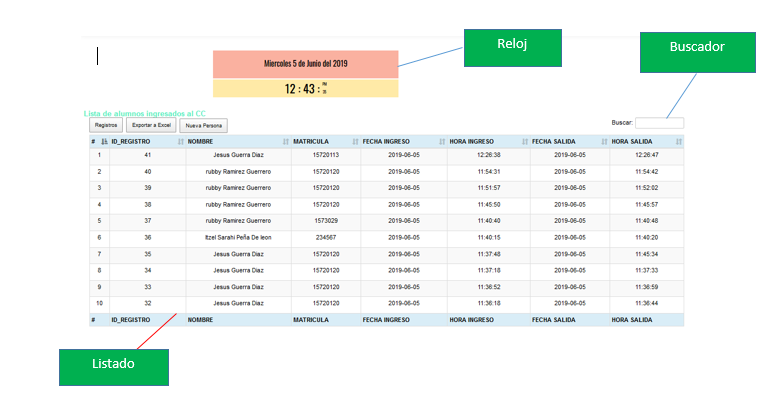 Reloj
Buscador
Miercoles 5 de Junio del 2019
12 : 43 : PM
Lista de alumnos ingresados al CC
Registros Exportar a Excel Nueva Persona Buscar:
# ID_REGISTRO NOMBRE MATRICULA FECHA INGRESO HORA INGRESO FECHA SALIDA HORA SALIDA
1 41 Jesus Guerra Diaz 15720113 2019-06-05 12:26:38 2019-06-05 12:26:47
2 40 rubby Ramirez Guerrero 15720120 2019-06-05 11:54:31 2019-06-05 11:54:42
3 39 rubby Ramirez Guerrero 15720120 2019-06-05 11:51:57 2019-06-05 11:52:02
4 38 rubby Ramirez Guerrero 15720120 2019-06-05 11:45:50 2019-06-05 11:45:57
5 37 rubby Ramirez Guerrero 1573029 2019-06-05 11:40:40 2019-06-05 11:40:48
6 36 Itzel Sarahi Peña De leon 234567 2019-06-05 11:40:15 2019-06-05 11:40:20
7 35 Jesus Guerra Diaz 15720120 2019-06-05 11:37:48 2019-06-05 11:45:34
8 34 Jesus Guerra Diaz 15720120 2019-06-05 11:37:18 2019-06-05 11:37:33
9 33 Jesus Guerra Diaz 15720120 2019-06-05 11:36:52 2019-06-05 11:36:59
10 32 Jesus Guerra Diaz 15720120 2019-06-05 11:36:18 2019-06-05 11:36:44
# ID_REGISTRO NOMBRE MATRICULA FECHA INGRESO HORA INGRESO FECHA SALIDA HORA SALIDA
Listado